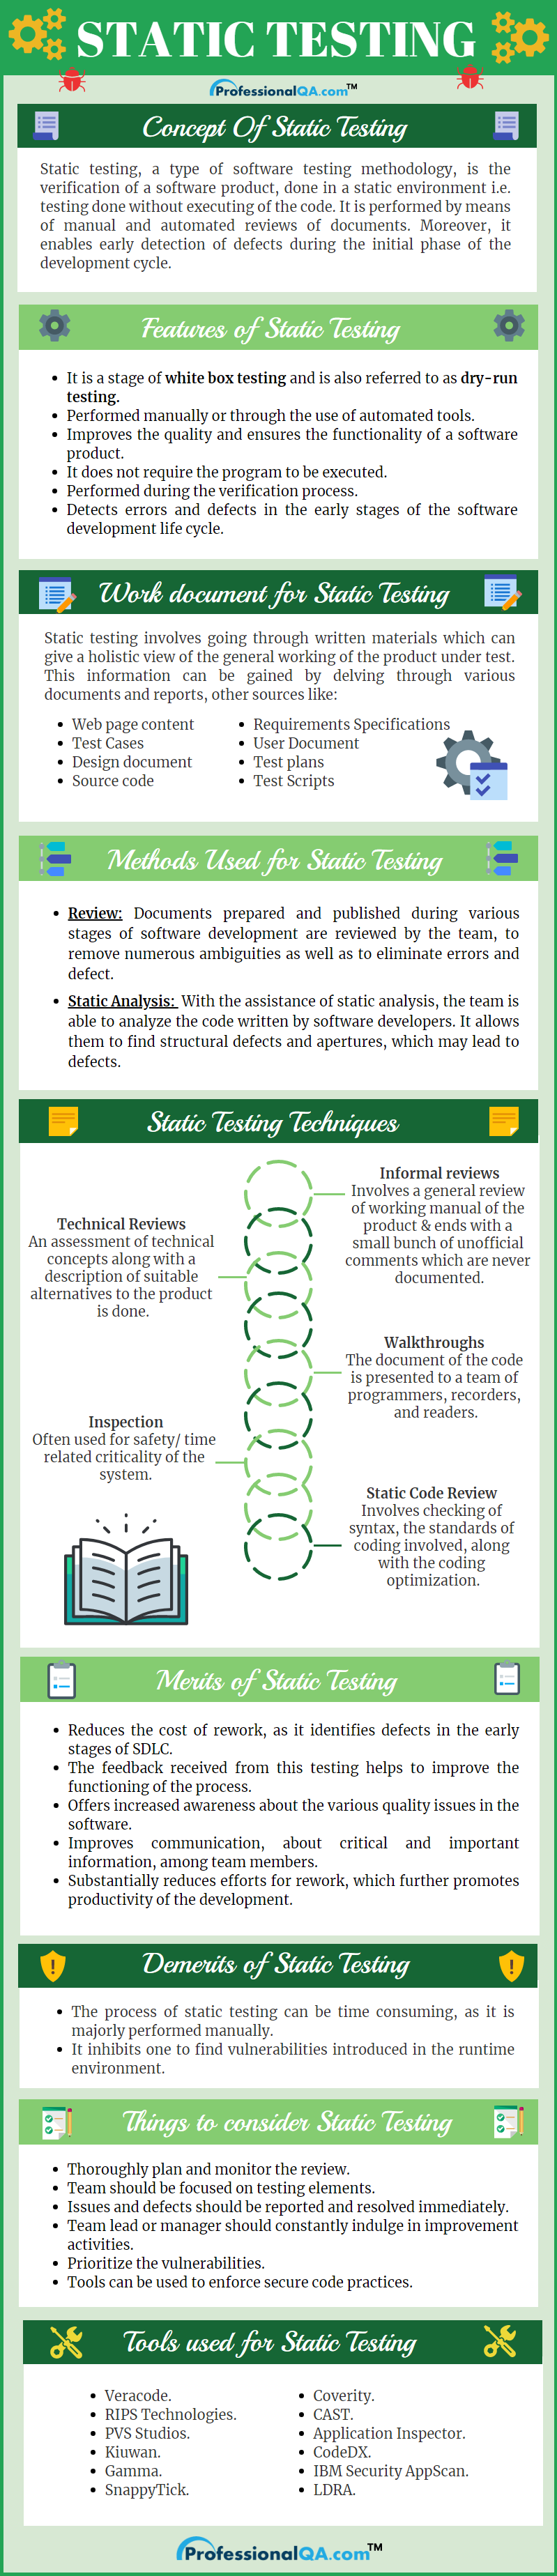 STATIC TESTING
ProfessionalQA.com™
Concept Of Static Testing
Static testing, a type of software testing methodology, is the
verification of a software product, done in a static environment i.e.
testing done without executing of the code. It is performed by means
of manual and automated reviews of documents. Moreover, it
enables early detection of defects during the initial phase of the
development cycle.
Features of Static Testing
• It is a stage of white box testing and is also referred to as dry-run
testing.
• Performed manually or through the use of automated tools.
• Improves the quality and ensures the functionality of a software
product.
• It does not require the program to be executed.
• Performed during the verification process.
• Detects errors and defects in the early stages of the software
development life cycle.
Work document for Static Testing
Static testing involves going through written materials which can
give a holistic view of the general working of the product under test.
This information can be gained by delving through various
documents and reports, other sources like:
• Web page content
• Test Cases
• Design document
• Source code
• Requirements Specifications
• User Document
• Test plans
• Test Scripts
Methods Used for Static Testing
• Review: Documents prepared and published during various
stages of software development are reviewed by the team, to
remove numerous ambiguities as well as to eliminate errors and
defect.
• Static Analysis: With the assistance of static analysis, the team is
able to analyze the code written by software developers. It allows
them to find structural defects and apertures, which may lead to
defects.
Static Testing Techniques
Informal reviews
Involves a general review
of working manual of the
product & ends with a
small bunch of unofficial
comments which are never
documented.
Technical Reviews
An assessment of technical
concepts along with a
description of suitable
alternatives to the product
is done.
Walkthroughs
The document of the code
is presented to a team of
programmers, recorders,
and readers.
Inspection
Often used for safety/ time
related criticality of the
system.
Static Code Review
Involves checking of
syntax, the standards of
coding involved, along
with the coding
optimization.
Merits of Static Testing
• Reduces the cost of rework, as it identifies defects in the early
stages of SDLC.
• The feedback received from this testing helps to improve the
functioning of the process.
• Offers increased awareness about the various quality issues in the
software.
• Improves communication, about critical and important
information, among team members.
• Substantially reduces efforts for rework, which further promotes
productivity of the development.
Demerits of Static Testing
• The process of static testing can be time consuming, as it is
majorly performed manually.
• It inhibits one to find vulnerabilities introduced in the runtime
environment.
Things to consider Static Testing
• Thoroughly plan and monitor the review.
• Team should be focused on testing elements.
• Issues and defects should be reported and resolved immediately.
• Team lead or manager should constantly indulge in improvement
activities.
• Prioritize the vulnerabilities.
• Tools can be used to enforce secure code practices.
Tools used for Static Testing
• Veracode.
• RIPS Technologies.
• PVS Studios.
• Kiuwan.
• Gamma.
• SnappyTick.
• Coverity.
• CAST.
• Application Inspector.
• CodeDX.
• IBM Security AppScan.
• LDRA.
ProfessionalQA.com™